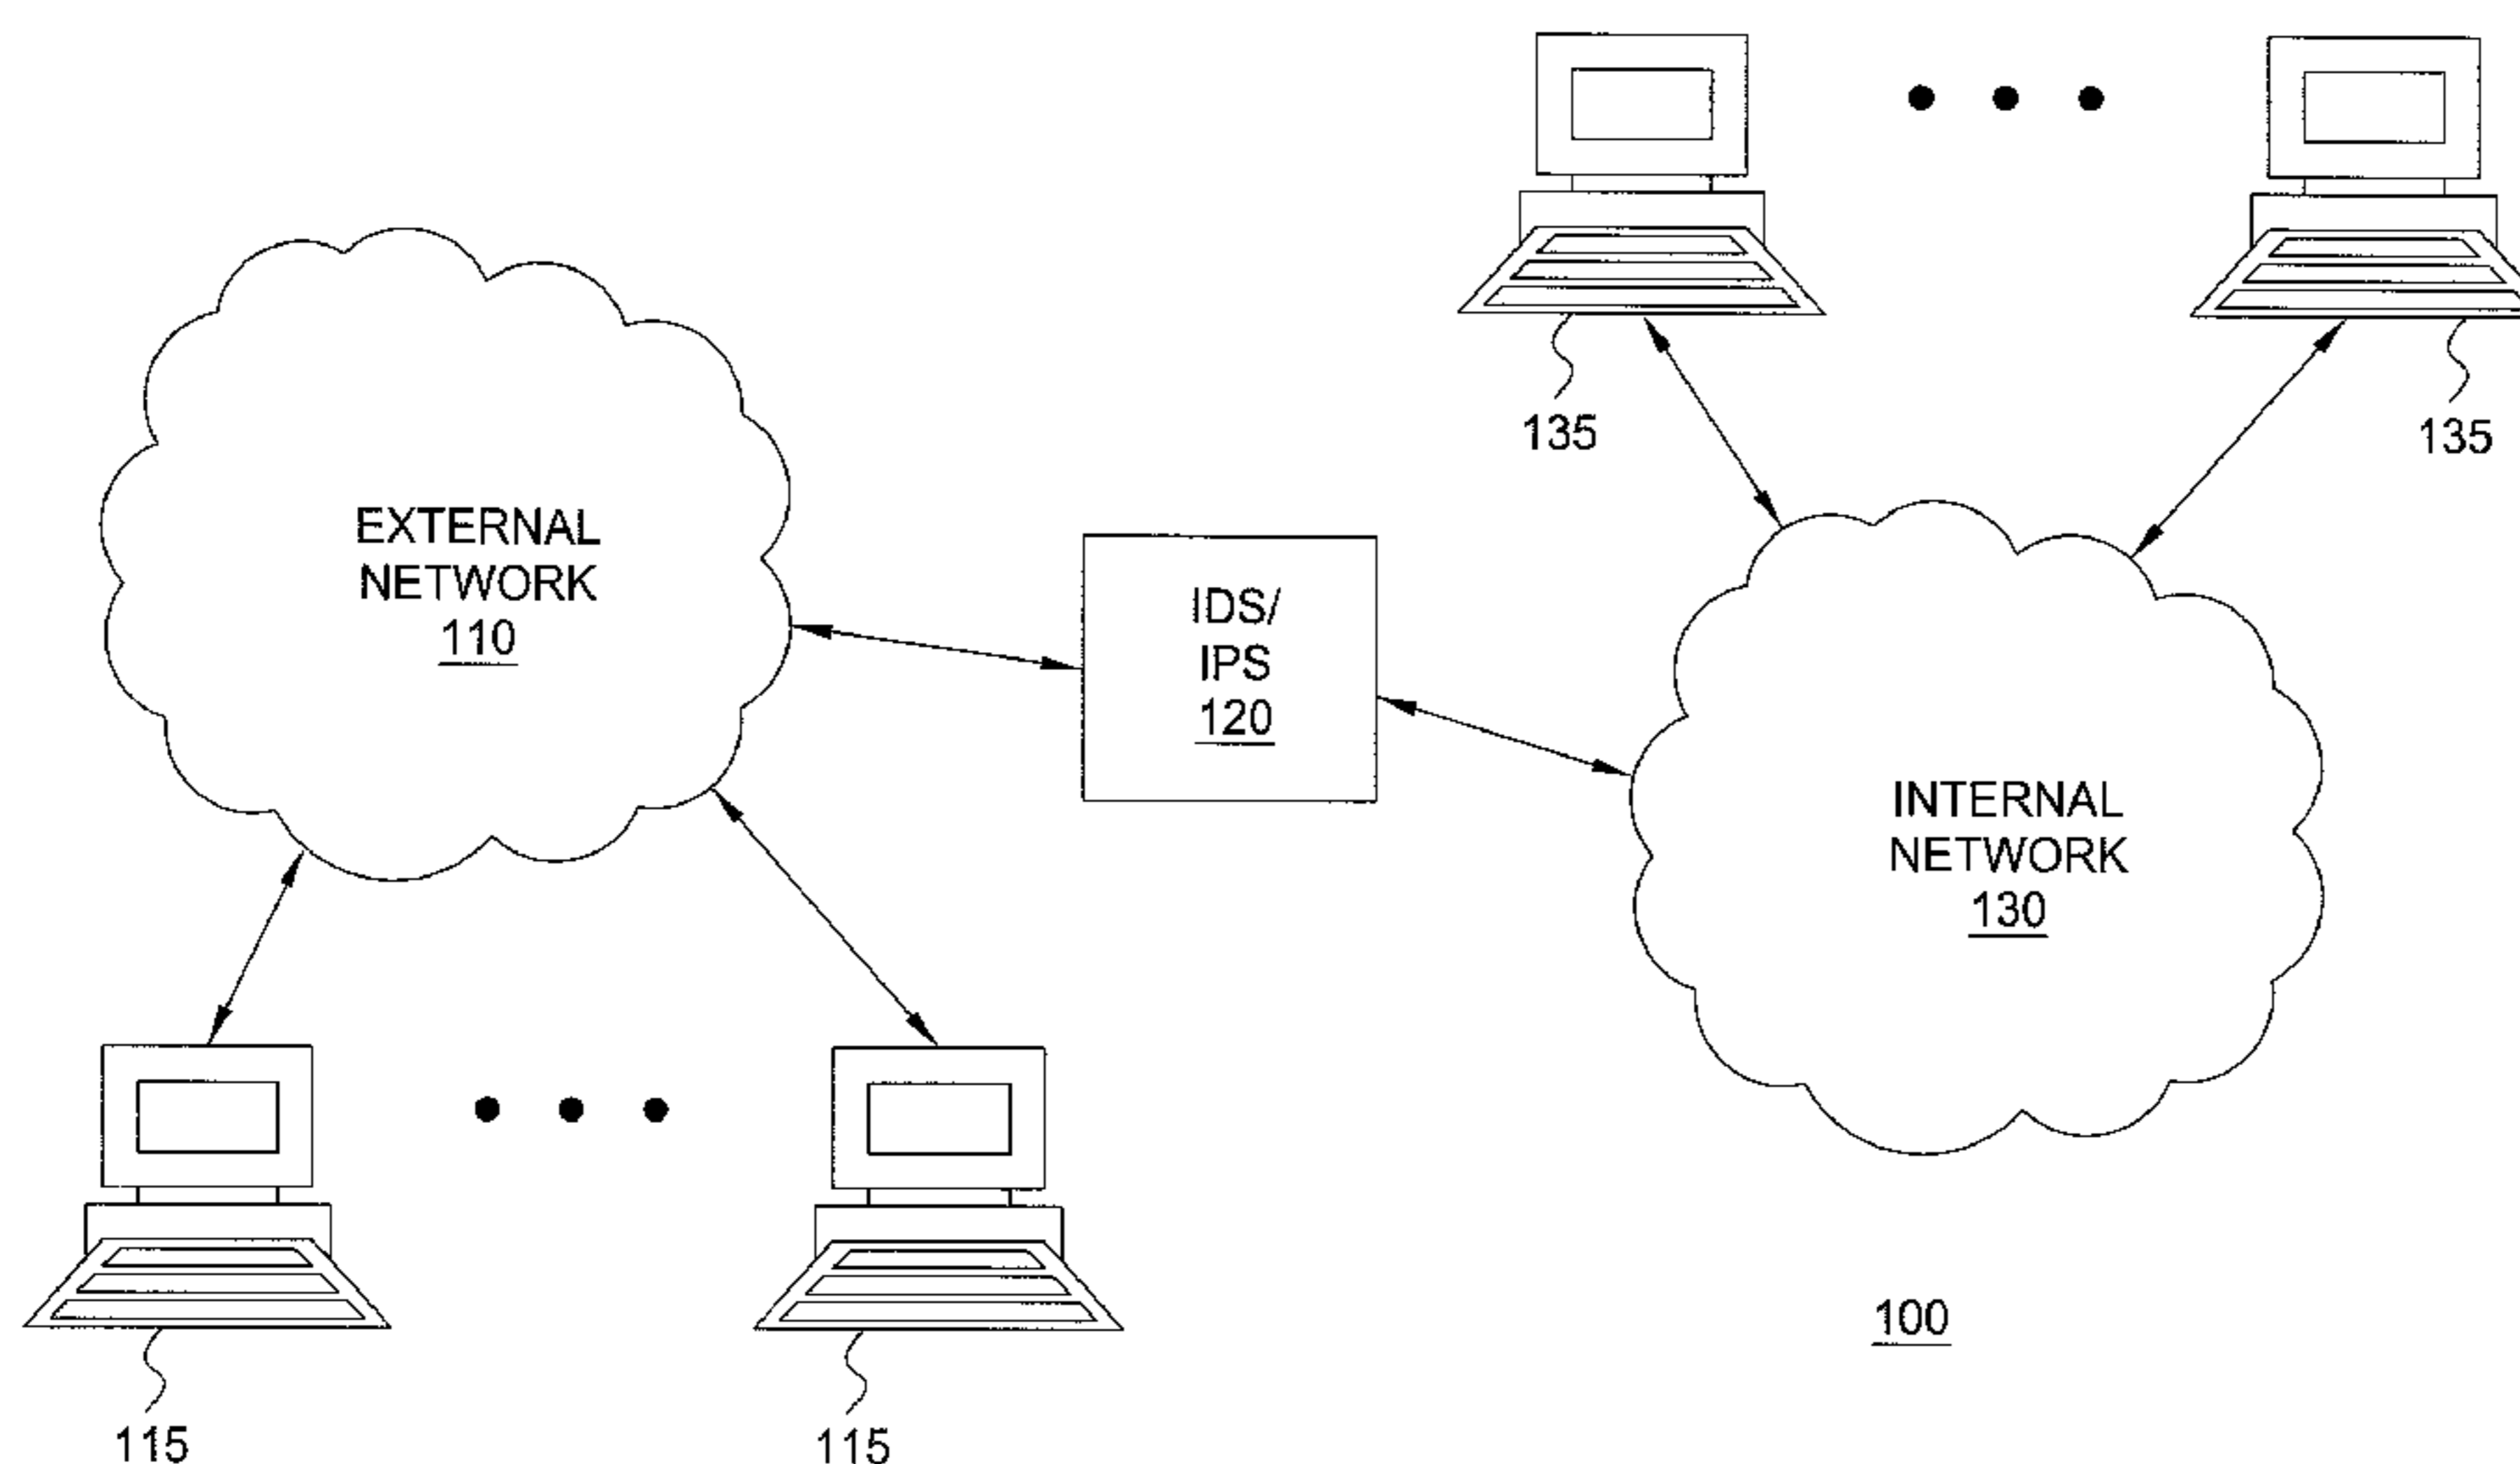 135
135
EXTERNAL
NETWORK
110
IDS/
IPS
120
INTERNAL
NETWORK
130
100
115
115